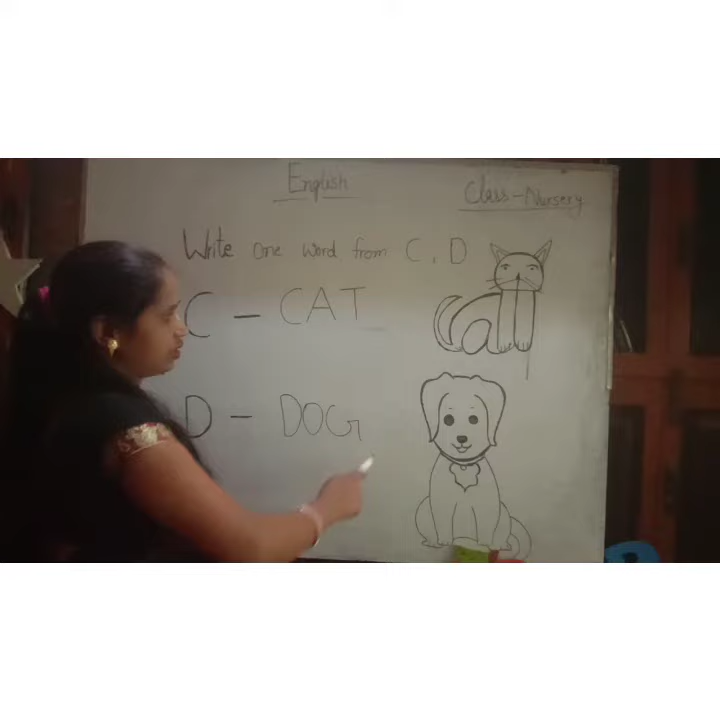 English
Class - Nursery
Write one word from C, D
C - CAT
D - DOG